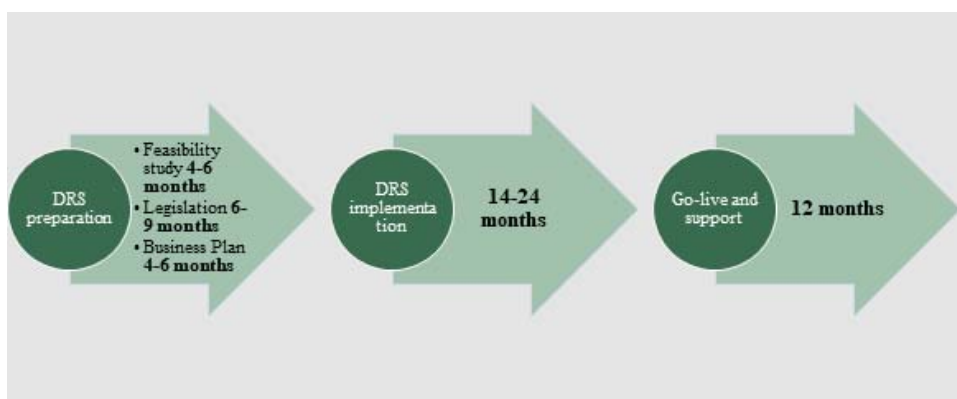 DRS
preparation
• Feasibility
study 4-6
months
• Legislation 6-
9 months
• Business Plan
4-6 months
DRS
implementa
tion
14-24
months
Go-live and
support
12 months